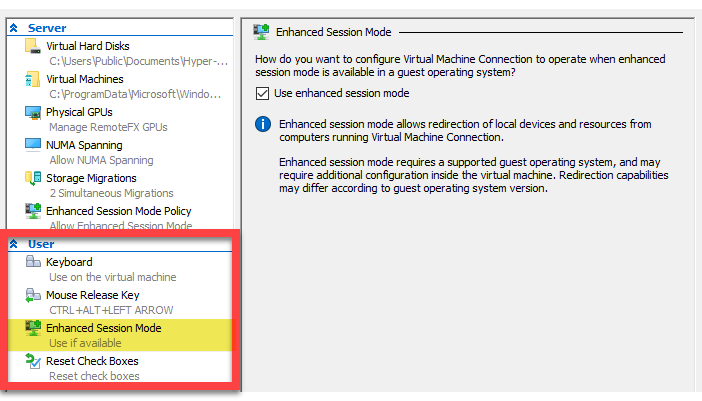 Server
Virtual Hard Disks
C:\Users\Public\Documents\Hyper-...
Virtual Machines
C:\ProgramData\Microsoft\Windo...
Physical GPUs
Manage RemoteFX GPUs
NUMA Spanning
Allow NUMA Spanning
Storage Migrations
2 Simultaneous Migrations
Enhanced Session Mode Policy
Allow Enhanced Session Mode
User
Keyboard
Use on the virtual machine
Mouse Release Key
CTRL+ALT+LEFT ARROW
Enhanced Session Mode
Use if available
Reset Check Boxes
Reset check boxes
Enhanced Session Mode
How do you want to configure Virtual Machine Connection to operate when enhanced
session mode is available in a guest operating system?
Use enhanced session mode
Enhanced session mode allows redirection of local devices and resources from
computers running Virtual Machine Connection.
Enhanced session mode requires a supported guest operating system, and may
require additional configuration inside the virtual machine. Redirection capabilities
may differ according to guest operating system version.